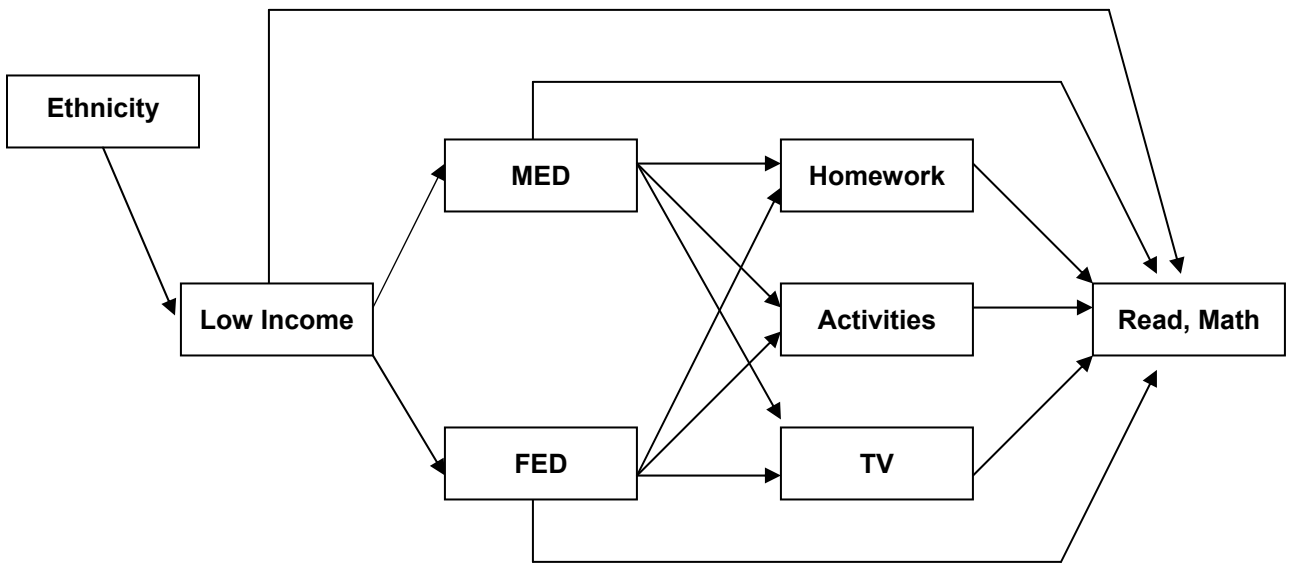 Ethnicity
MED
Homework
Low Income
Activities
Read, Math
FED
TV